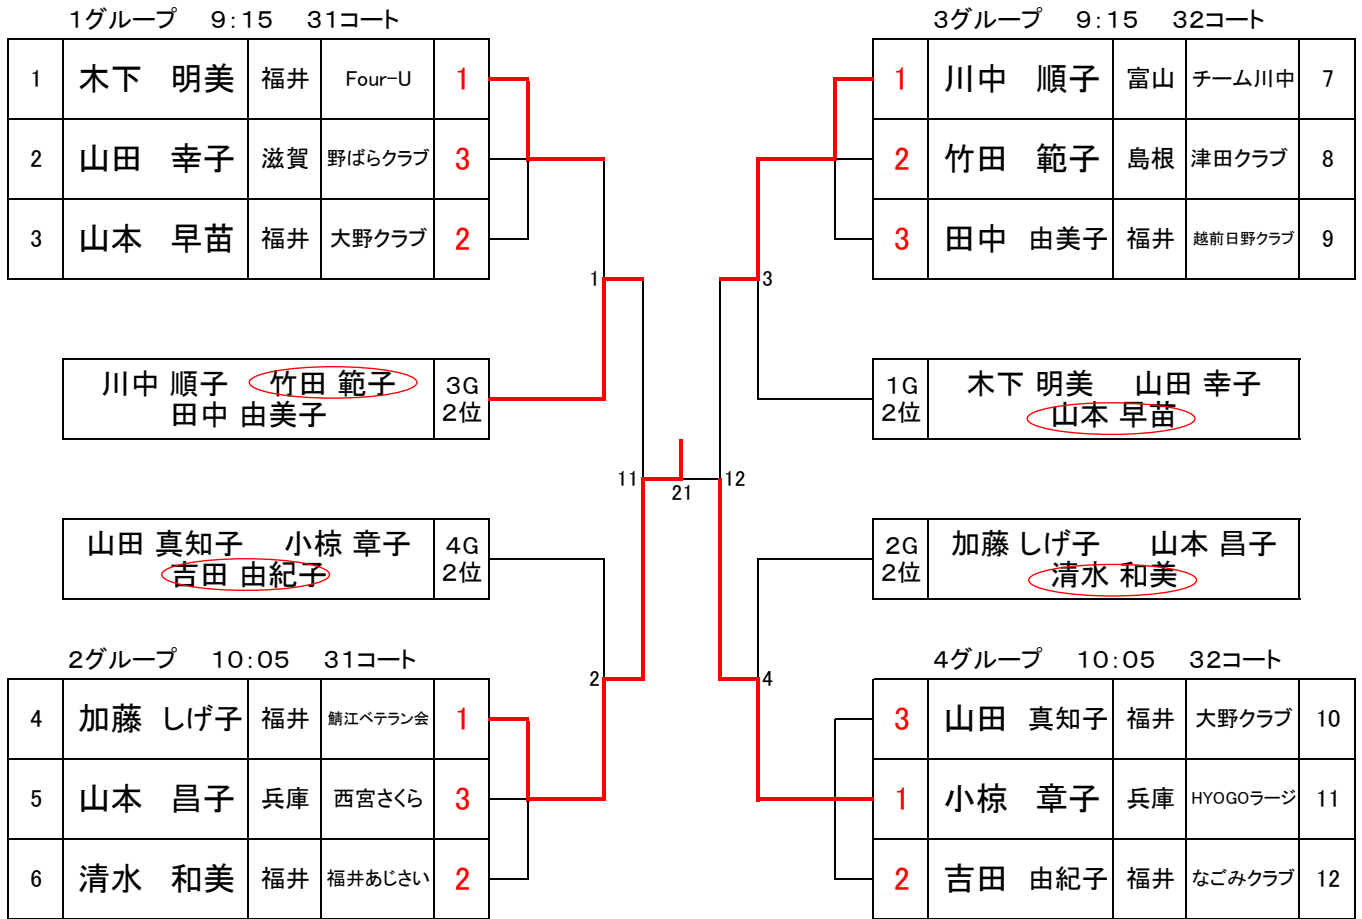 1グループ 9:15 31コート
1 木下 明美 福井 Four-U 1
2 山田 幸子 滋賀 野ばらクラブ 3
3 山本 早苗 福井 大野クラブ 2
3グループ 9:15 32コート
1 川中 順子 富山 チーム川中 7
2 竹田 範子 島根 津田クラブ 8
3 田中 由美子 福井 越前日野クラブ 9
1
3
川中 順子 竹田 範子 3G
田中 由美子 2位
1G 木下 明美 山田 幸子
2位 山本 早苗
11
21
12
山田 真知子 小椋 章子 4G
吉田 由紀子 2位
2G 加藤 しげ子 山本 昌子
2位 清水 和美
2
4
2グループ 10:05 31コート
4 加藤 しげ子 福井 鯖江ベテラン会 1
5 山本 昌子 兵庫 西宮さくら 3
6 清水 和美 福井 福井あじさい 2
4グループ 10:05 32コート
3 山田 真知子 福井 大野クラブ 10
1 小椋 章子 兵庫 HYOGOラージ 11
2 吉田 由紀子 福井 なごみクラブ 12